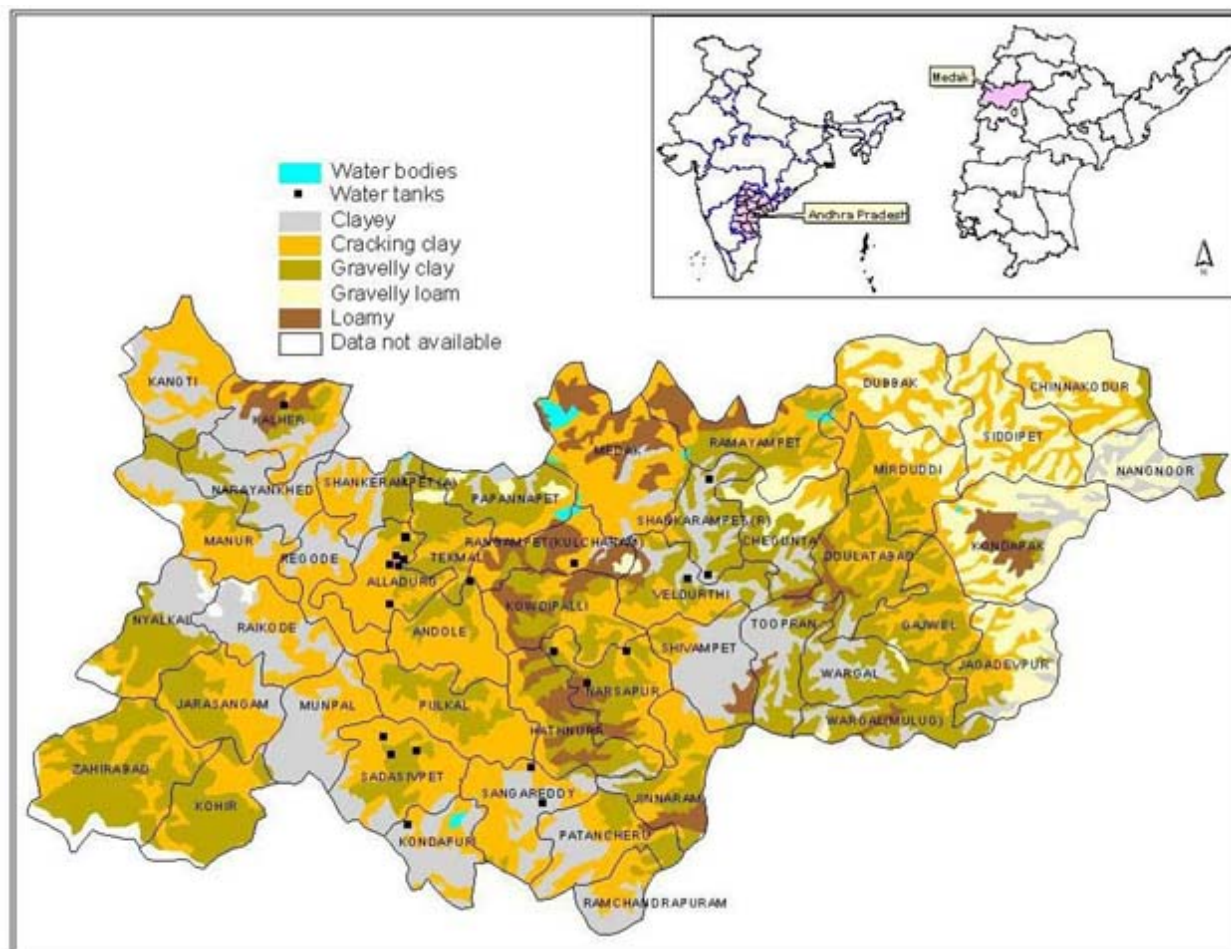 Medak
Andhra Pradesh
N
Water bodies
Water tanks
Clayey
Cracking clay
Gravelly clay
Gravelly loam
Loamy
Data not available
KANGTI
KALHER
DUBBAK
CHINNAKODUR
SIDDIPET
MEDAK
RAMAYAMPET
MIRDUDDI
NANGNOOR
NARAYANKHED
SHANKERAMPET(A)
PAPANNAPET
SHANKARAMPET(R)
MANUR
REGODE
TEKMAL
RANGAMPET(KULCHARAM)
CHEGUNTA
DOULATABAD
KONDAPAK
ALLADURG
VELDURTHI
NYALKAL
RAIKODE
ANDOLE
KOWDIPALLI
SHIVAMPET
TOOPRAN
GAJWEL
JAGADEVPUR
WARGAL
JARASANGAM
MUNPAL
PULKAL
NARSAPUR
HATHNURA
WARGAL(MULUG)
ZAHIRABAD
SADASIVPET
KOHIR
SANGAREDDY
JINNARAM
KONDAPUR
PATANCHERU
RAMCHANDRAPURAM